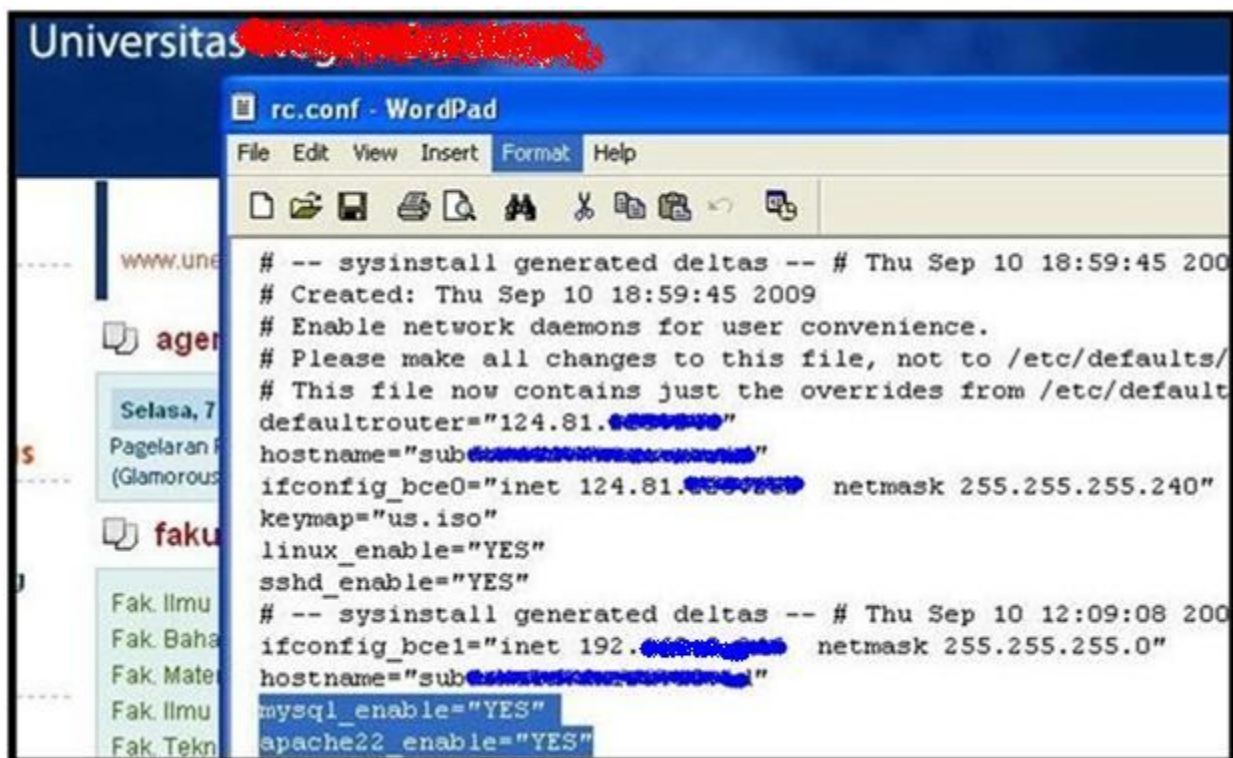 Universitas
rc.conf - WordPad
File Edit View Insert Format Help
www.une
ager
Selasa, 7
Pagelaran
(Glamorous
faku
Fak. Ilmu
Fak. Baha
Fak. Mate
Fak. Ilmu
Fak. Tekn
# -- sysinstall generated deltas -- # Thu Sep 10 18:59:45 200
# Created: Thu Sep 10 18:59:45 2009
# Enable network daemons for user convenience.
# Please make all changes to this file, not to /etc/defaults/
# This file now contains just the overrides from /etc/default
defaultrouter="124.81. "
hostname="sub "
ifconfig_bce0="inet 124.81. netmask 255.255.255.240"
keymap="us.iso"
linux_enable="YES"
sshd_enable="YES"
# -- sysinstall generated deltas -- # Thu Sep 10 12:09:08 200
ifconfig_bce1="inet 192. netmask 255.255.255.0"
hostname="sub "
mysql_enable="YES"
apache22_enable="YES"